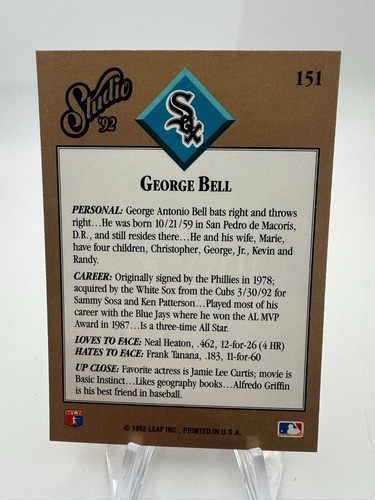 Studio '92
151
Sox
GEORGE BELL
PERSONAL: George Antonio Bell bats right and throws
right...He was born 10/21/59 in San Pedro de Macoris,
D.R., and still resides there...He and his wife, Marie,
have four children, Christopher, George, Jr., Kevin and
Randy.
CAREER: Originally signed by the Phillies in 1978;
acquired by the White Sox from the Cubs 3/30/92 for
Sammy Sosa and Ken Patterson...Played most of his
career with the Blue Jays where he won the AL MVP
Award in 1987...Is a three-time All Star.
LOVES TO FACE: Neal Heaton, .462, 12-for-26 (4 HR)
HATES TO FACE: Frank Tanana, .183, 11-for-60
UP CLOSE: Favorite actress is Jamie Lee Curtis; movie is
Basic Instinct...Likes geography books...Alfredo Griffin
is his best friend in baseball.
© 1992 LEAF INC., PRINTED IN U.S.A.